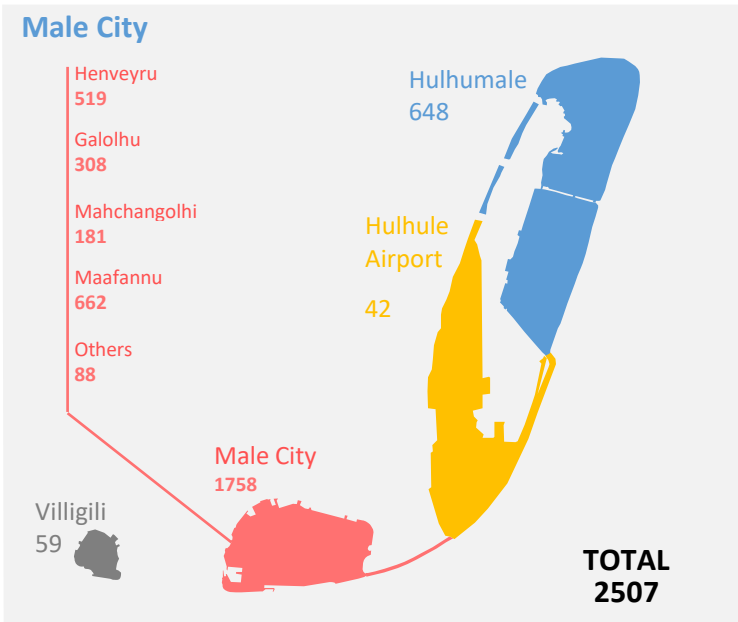 Male City
Henveyru
519
Galolhu
308
Mahchangolhi
181
Maafannu
662
Others
88
Hulhumale
648
Hulhule
Airport
42
Male City
1758
Villigili
59
TOTAL
2507